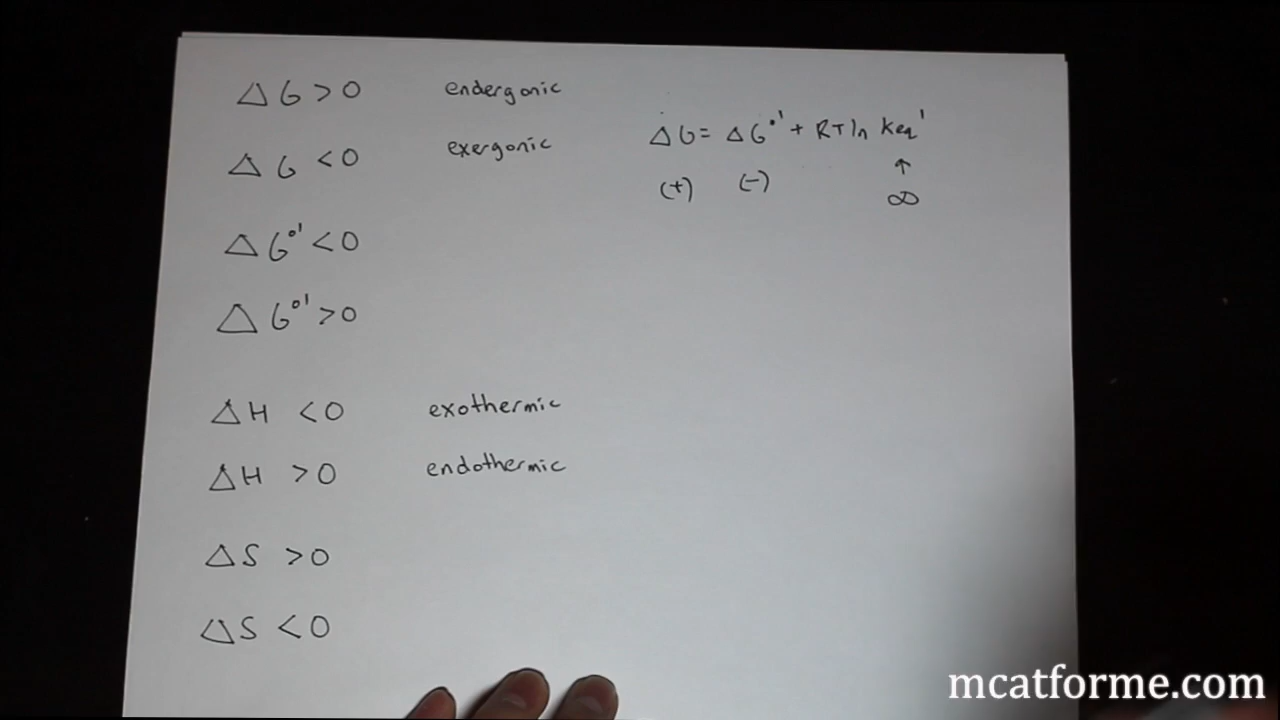 ΔG > 0 endergonic
ΔG < 0 exergonic
ΔG°' < 0
ΔG°' > 0
ΔH < 0 exothermic
ΔH > 0 endothermic
ΔS > 0
ΔS < 0
ΔG = ΔG°' + RT ln Keq'
(+) (-) ↑
∞
mcatforme.com